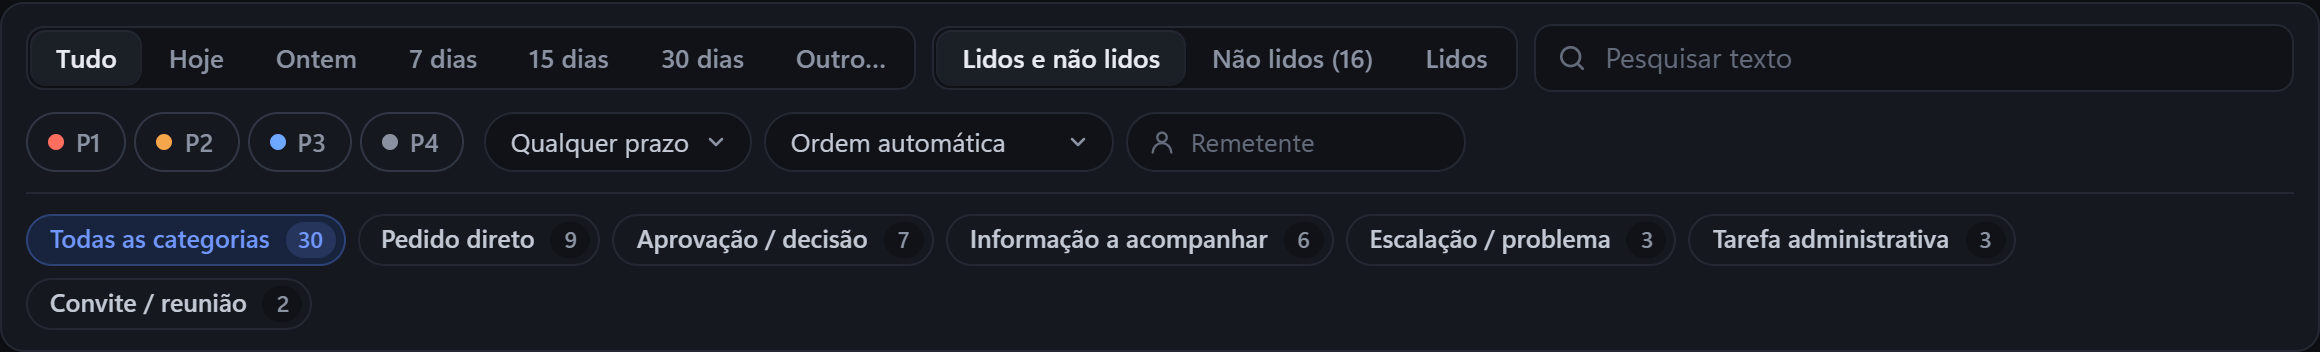 Tudo Hoje Ontem 7 dias 15 dias 30 dias Outro... Lidos e não lidos Não lidos (16) Lidos Pesquisar texto
P1 P2 P3 P4 Qualquer prazo Ordem automática Remetente
Todas as categorias 30 Pedido direto 9 Aprovação / decisão 7 Informação a acompanhar 6 Escalação / problema 3 Tarefa administrativa 3
Convite / reunião 2